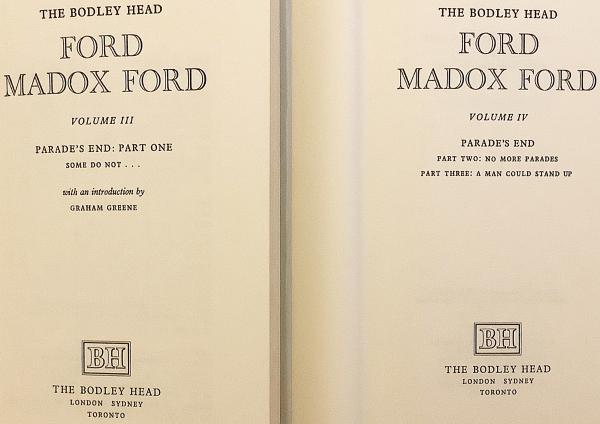 THE BODLEY HEAD
FORD
MADOX FORD
VOLUME III
PARADE'S END: PART ONE
SOME DO NOT . . .
with an introduction by
GRAHAM GREENE
BH
THE BODLEY HEAD
LONDON SYDNEY
TORONTO
THE BODLEY HEAD
FORD
MADOX FORD
VOLUME IV
PARADE'S END
PART TWO: NO MORE PARADES
PART THREE: A MAN COULD STAND UP
BH
THE BODLEY HEAD
LONDON SYDNEY
TORONTO